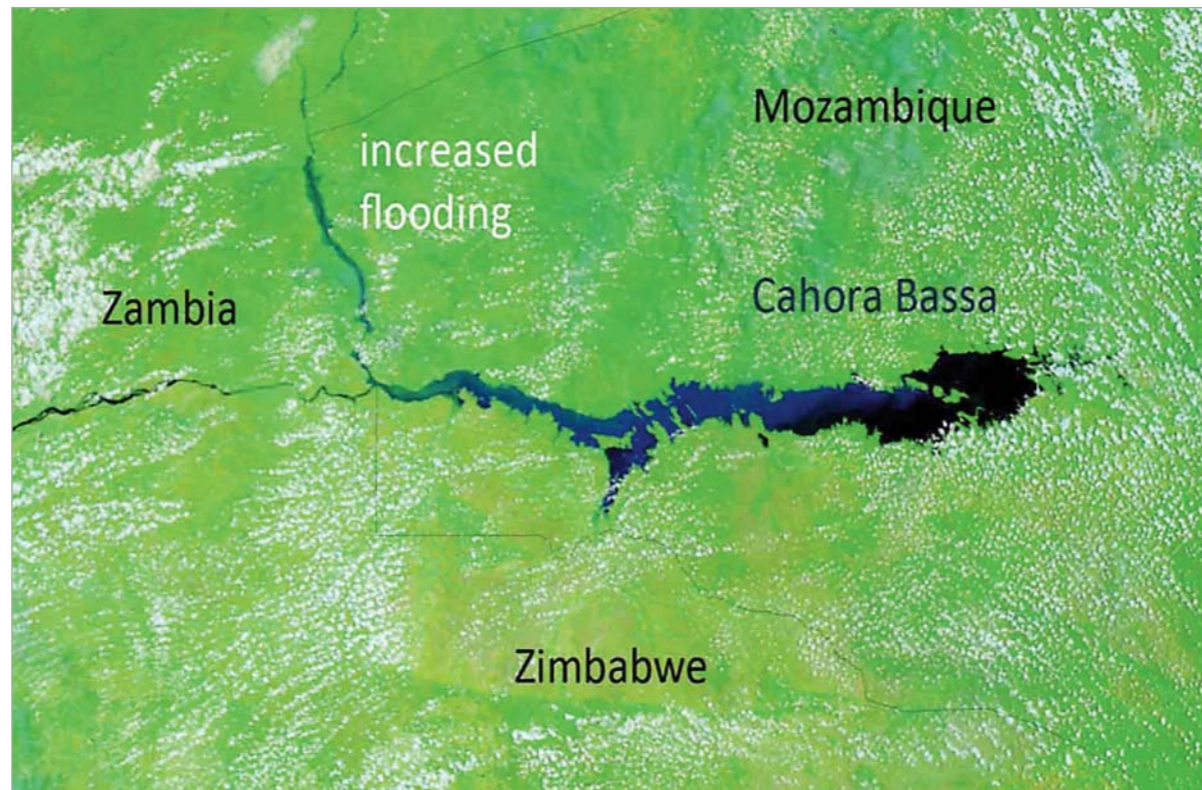 Mozambique
increased
flooding
Zambia
Cahora Bassa
Zimbabwe